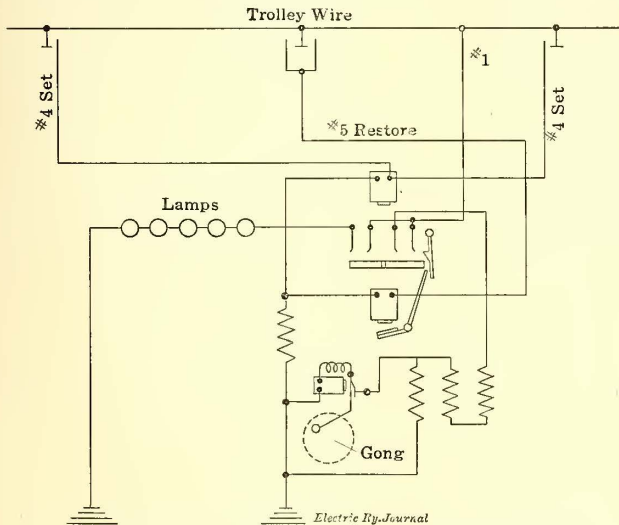 Trolley Wire
#1
#4 Set
#4 Set
#5 Restore
Lamps
Gong
Electric Ry. Journal